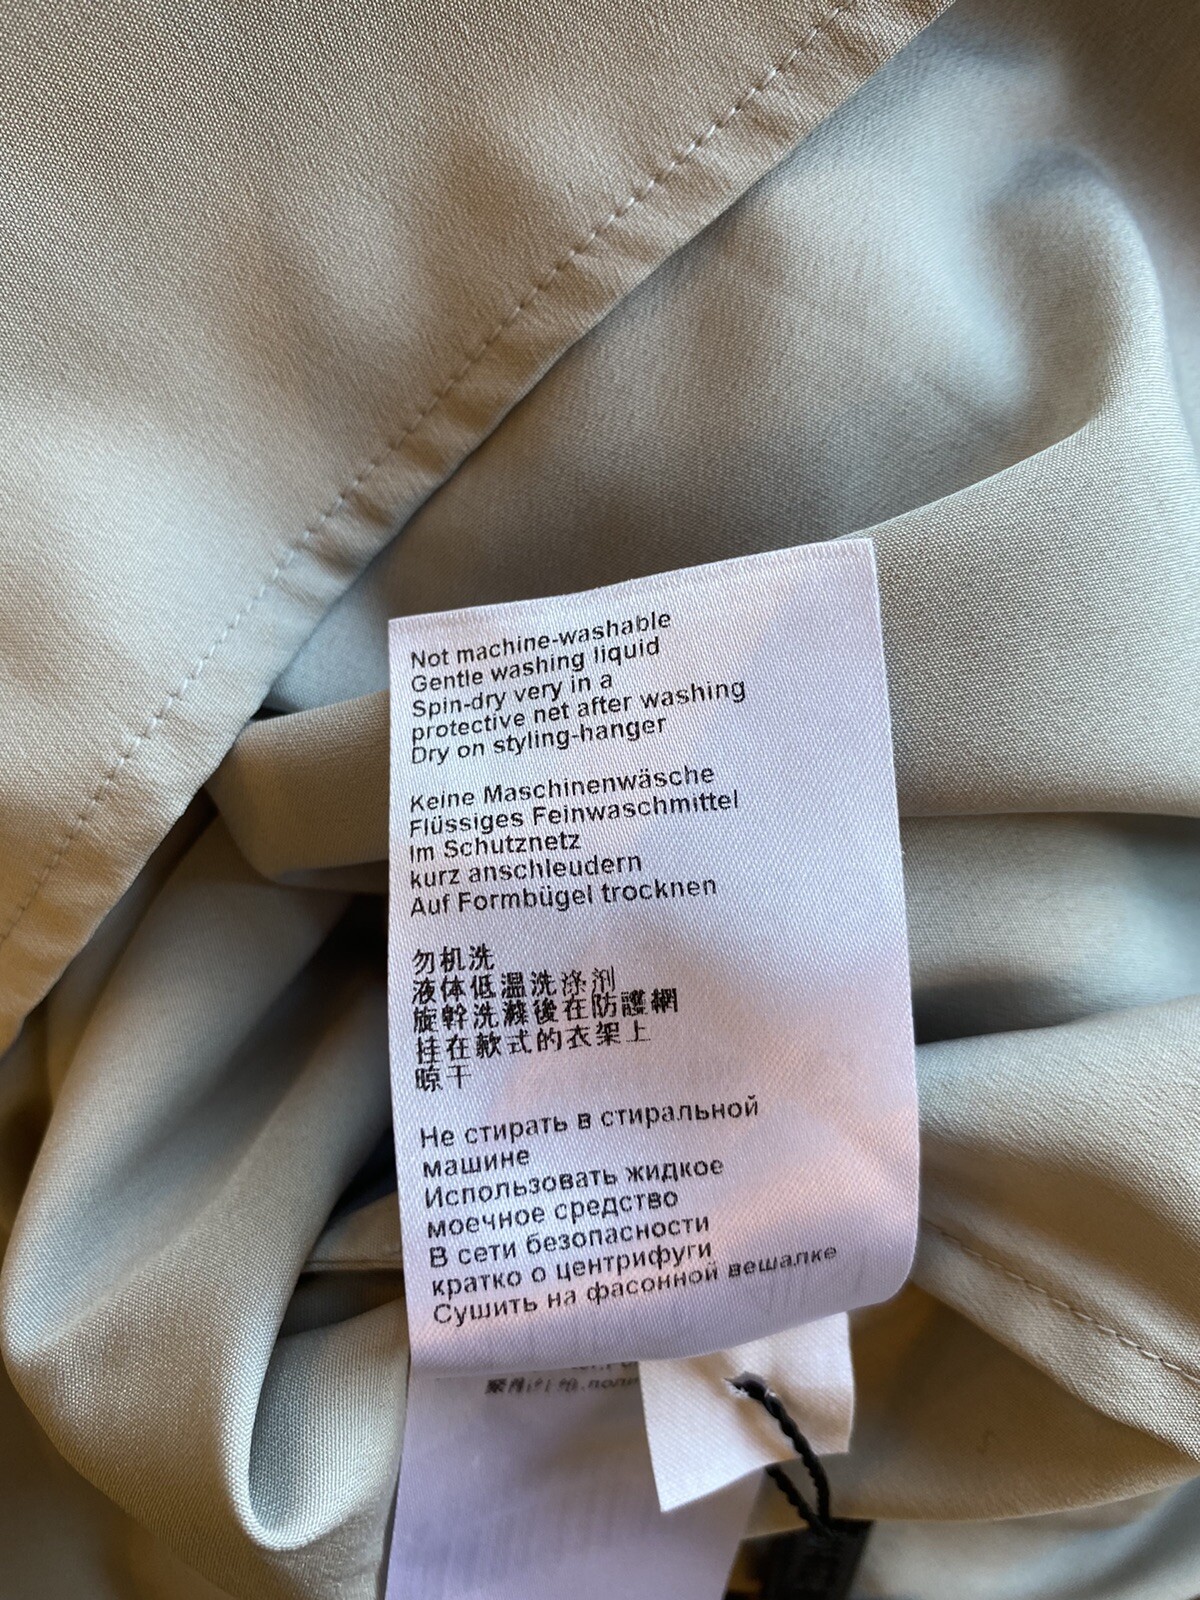 Not machine-washable
Gentle washing liquid
Spin-dry very in a
protective net after washing
Dry on styling-hanger
Keine Maschinenwäsche
Flüssiges Feinwaschmittel
Im Schutznetz
kurz anschleudern
Auf Formbügel trocknen
勿机洗
液体低温洗涤剂
旋幹洗滌後在防護網
挂在款式的衣架上
晾干
Не стирать в стиральной
машине
Использовать жидкое
моечное средство
В сети безопасности
кратко о центрифуги
Сушить на фасонной вешалке